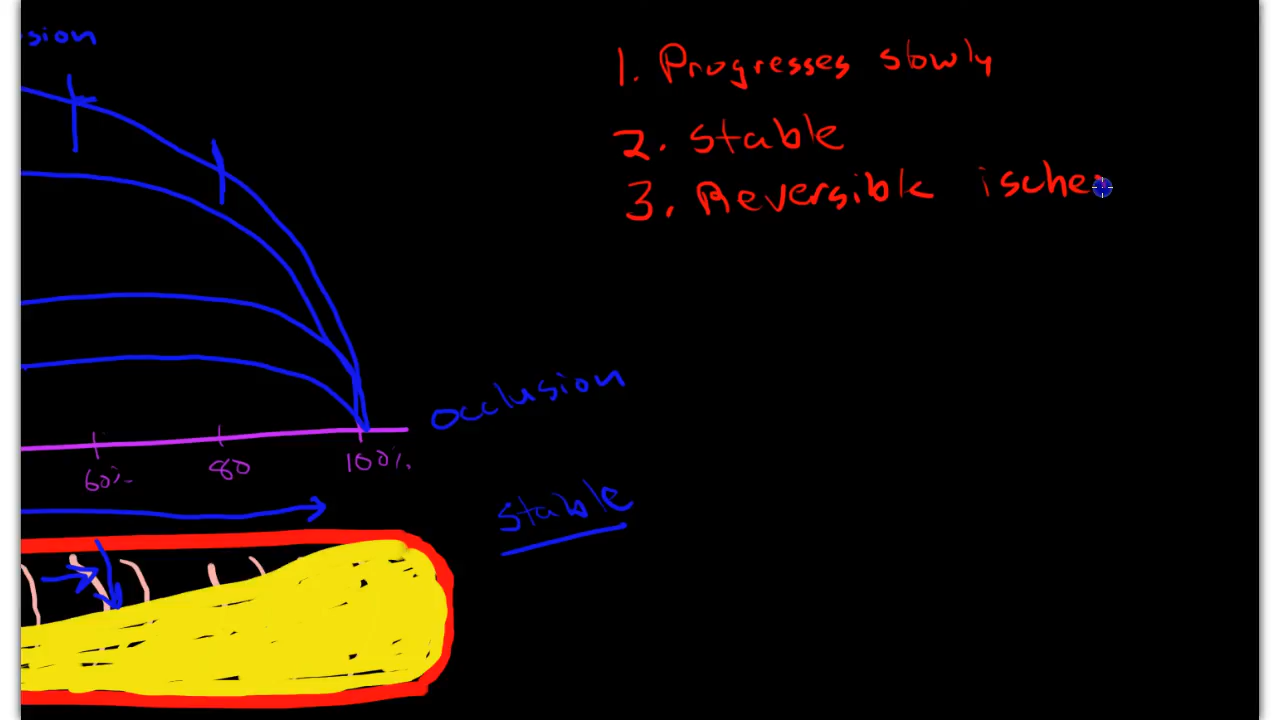 sion
1. Progresses slowly
2. Stable
3. Reversible ische
occlusion
60%
80
100%
stable